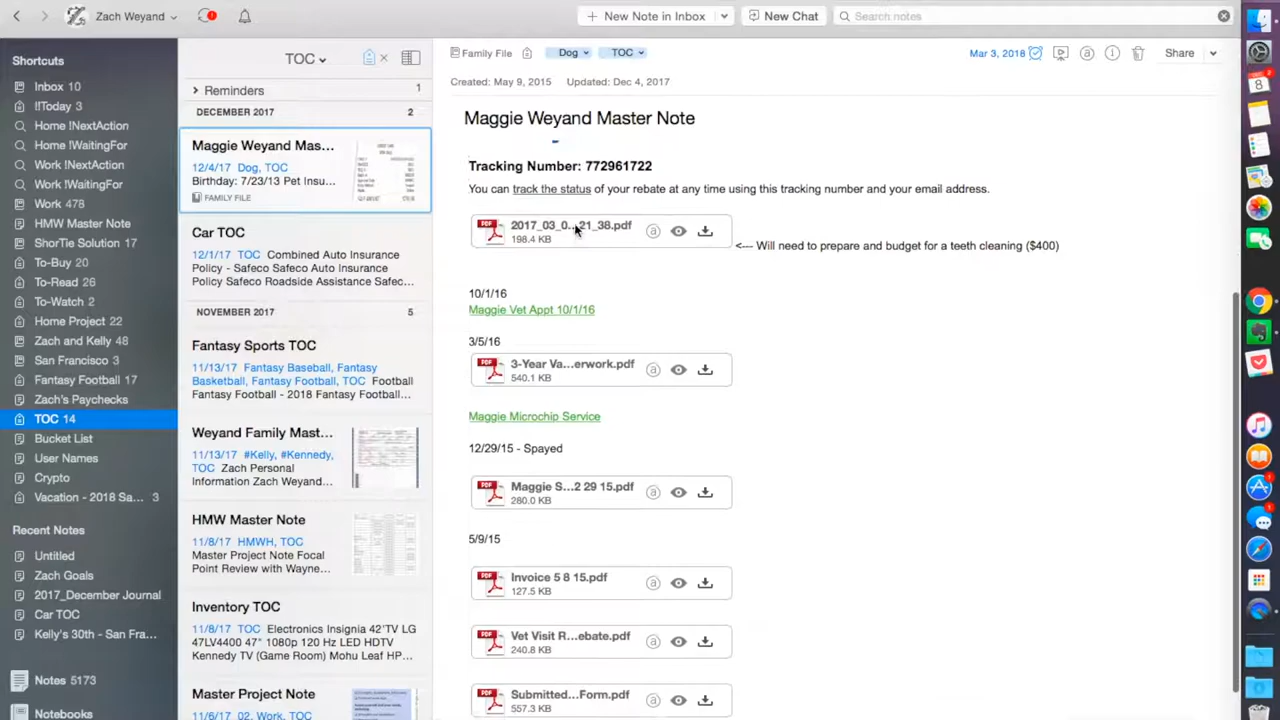 Zach Weyand
New Note in Inbox
New Chat
Search notes
Shortcuts
Inbox 10
!!Today 3
Home !NextAction
Home !WaitingFor
Work !NextAction
Work !WaitingFor
Work 478
HMW Master Note
ShorTie Solution 17
To-Buy 20
To-Read 26
To-Watch 2
Home Project 22
Zach and Kelly 48
San Francisco 3
Fantasy Football 17
Zach's Paychecks
TOC 14
Bucket List
User Names
Crypto
Vacation - 2018 Sa... 3
Recent Notes
Untitled
Zach Goals
2017_December Journal
Car TOC
Kelly's 30th - San Fra...
Notes 5173
Notebooks
TOC
Reminders 1
DECEMBER 2017 2
Maggie Weyand Mas...
12/4/17 Dog, TOC
Birthday: 7/23/13 Pet Insu...
FAMILY FILE
Car TOC
12/1/17 TOC Combined Auto Insurance
Policy - Safeco Auto Insurance
Policy - Safeco Roadside Assistance Safec...
NOVEMBER 2017 5
Fantasy Sports TOC
11/13/17 Fantasy Baseball, Fantasy
Basketball, Fantasy Football, TOC Football
Fantasy Football - 2018 Fantasy Football...
Weyand Family Mast...
11/13/17 #Kelly, #Kennedy,
TOC Zach Personal
Information Zach Weyand...
HMW Master Note
11/8/17 HMWH, TOC
Master Project Note Focal
Point Review with Wayne...
Inventory TOC
11/8/17 TOC Electronics Insignia 42'TV LG
47LV4400 47" 1080p 120 Hz LED HDTV
Kennedy TV (Game Room) Mohu Leaf HP...
Master Project Note
11/6/17 02. Work, TOC
Family File
Dog
TOC
Mar 3, 2018
Share
Created: May 9, 2015 Updated: Dec 4, 2017
Maggie Weyand Master Note
Tracking Number: 772961722
You can track the status of your rebate at any time using this tracking number and your email address.
2017_03_0...21_38.pdf
198.4 KB
<--- Will need to prepare and budget for a teeth cleaning ($400)
10/1/16
Maggie Vet Appt 10/1/16
3/5/16
3-Year Va...erwork.pdf
540.1 KB
Maggie Microchip Service
12/29/15 - Spayed
Maggie S...2 29 15.pdf
280.0 KB
5/9/15
Invoice 5 8 15.pdf
127.5 KB
Vet Visit R...ebate.pdf
240.8 KB
Submitted...Form.pdf
557.3 KB
8